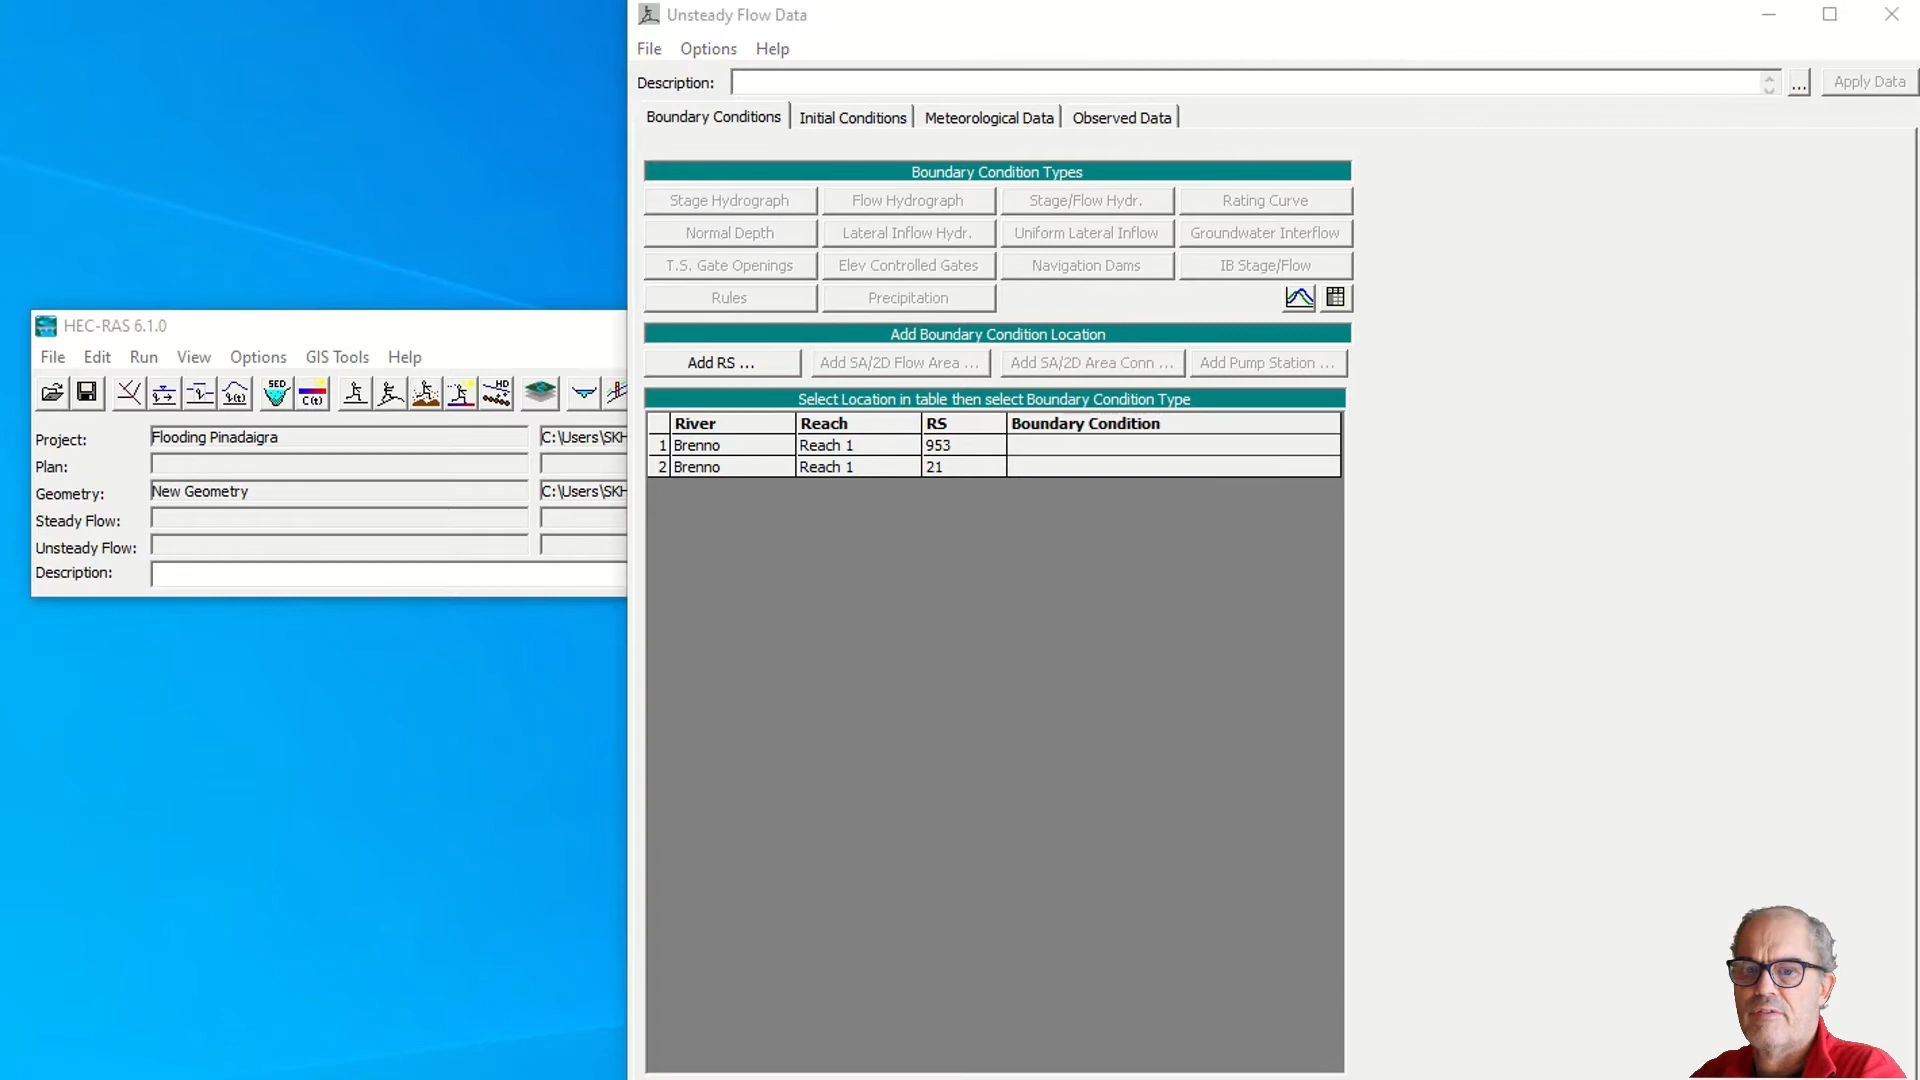 Unsteady Flow Data
File Options Help
Description: ... Apply Data
Boundary Conditions Initial Conditions Meteorological Data Observed Data
Boundary Condition Types
Stage Hydrograph Flow Hydrograph Stage/Flow Hydr. Rating Curve
Normal Depth Lateral Inflow Hydr. Uniform Lateral Inflow Groundwater Interflow
T.S. Gate Openings Elev Controlled Gates Navigation Dams IB Stage/Flow
Rules Precipitation
Add Boundary Condition Location
Add RS ... Add SA/2D Flow Area ... Add SA/2D Area Conn ... Add Pump Station ...
Select Location in table then select Boundary Condition Type
River Reach RS Boundary Condition
1 Brenno Reach 1 953
2 Brenno Reach 1 21
HEC-RAS 6.1.0
File Edit Run View Options GIS Tools Help
SED C(t) HD
Project: Flooding Pinadaigra C:\Users\SKH
Plan:
Geometry: New Geometry C:\Users\SKH
Steady Flow:
Unsteady Flow:
Description: